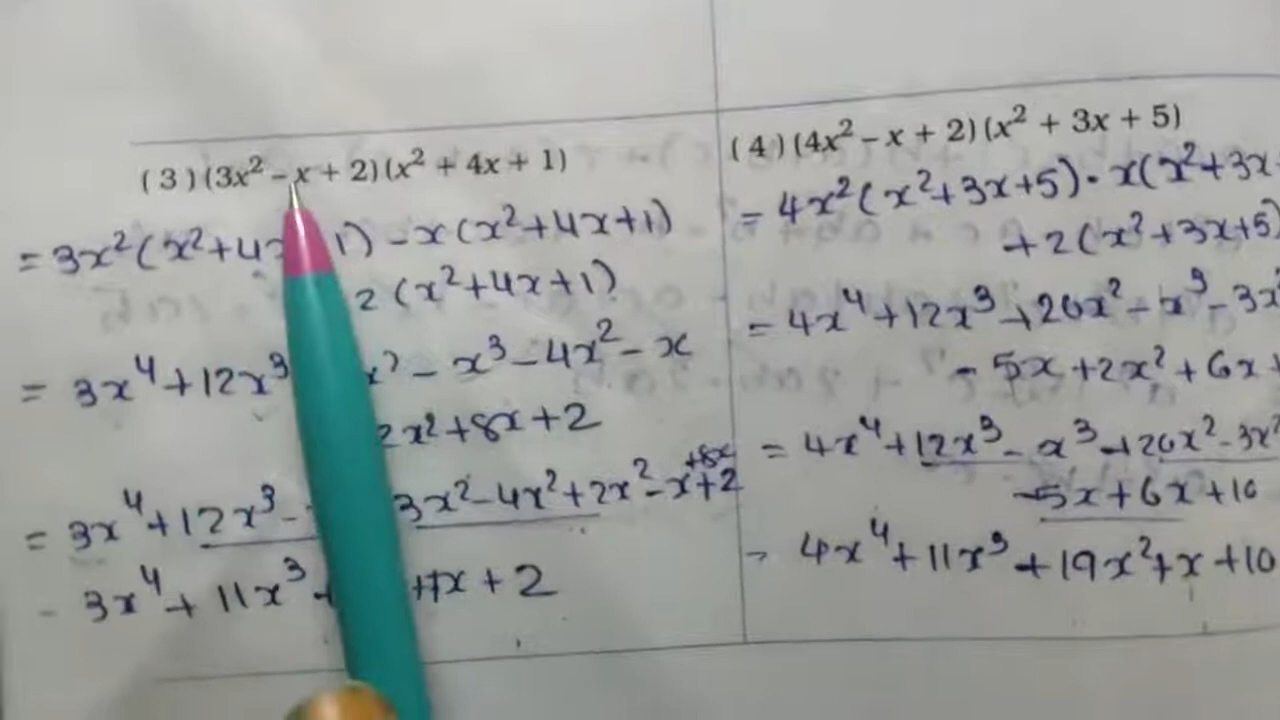 (3) (3x² - x + 2) (x² + 4x + 1)
= 3x² (x² + 4x 1) - x (x² + 4x + 1)
2 (x² + 4x + 1)
= 3x⁴ + 12x³ x² - x³ - 4x² - x
2x² + 8x + 2
+8x
= 3x⁴ + 12x³ - 3x² - 4x² + 2x² - x + 2
- 3x⁴ + 11x³ + +7x + 2
(4) (4x² - x + 2) (x² + 3x + 5)
= 4x² (x² + 3x + 5) - x (x² + 3x
+ 2 (x² + 3x + 5)
= 4x⁴ + 12x³ + 20x² - x³ - 3x²
- 5x + 2x² + 6x +
= 4x⁴ + 12x³ - x³ + 20x² - 3x²
- 5x + 6x + 10
= 4x⁴ + 11x³ + 19x² + x + 10